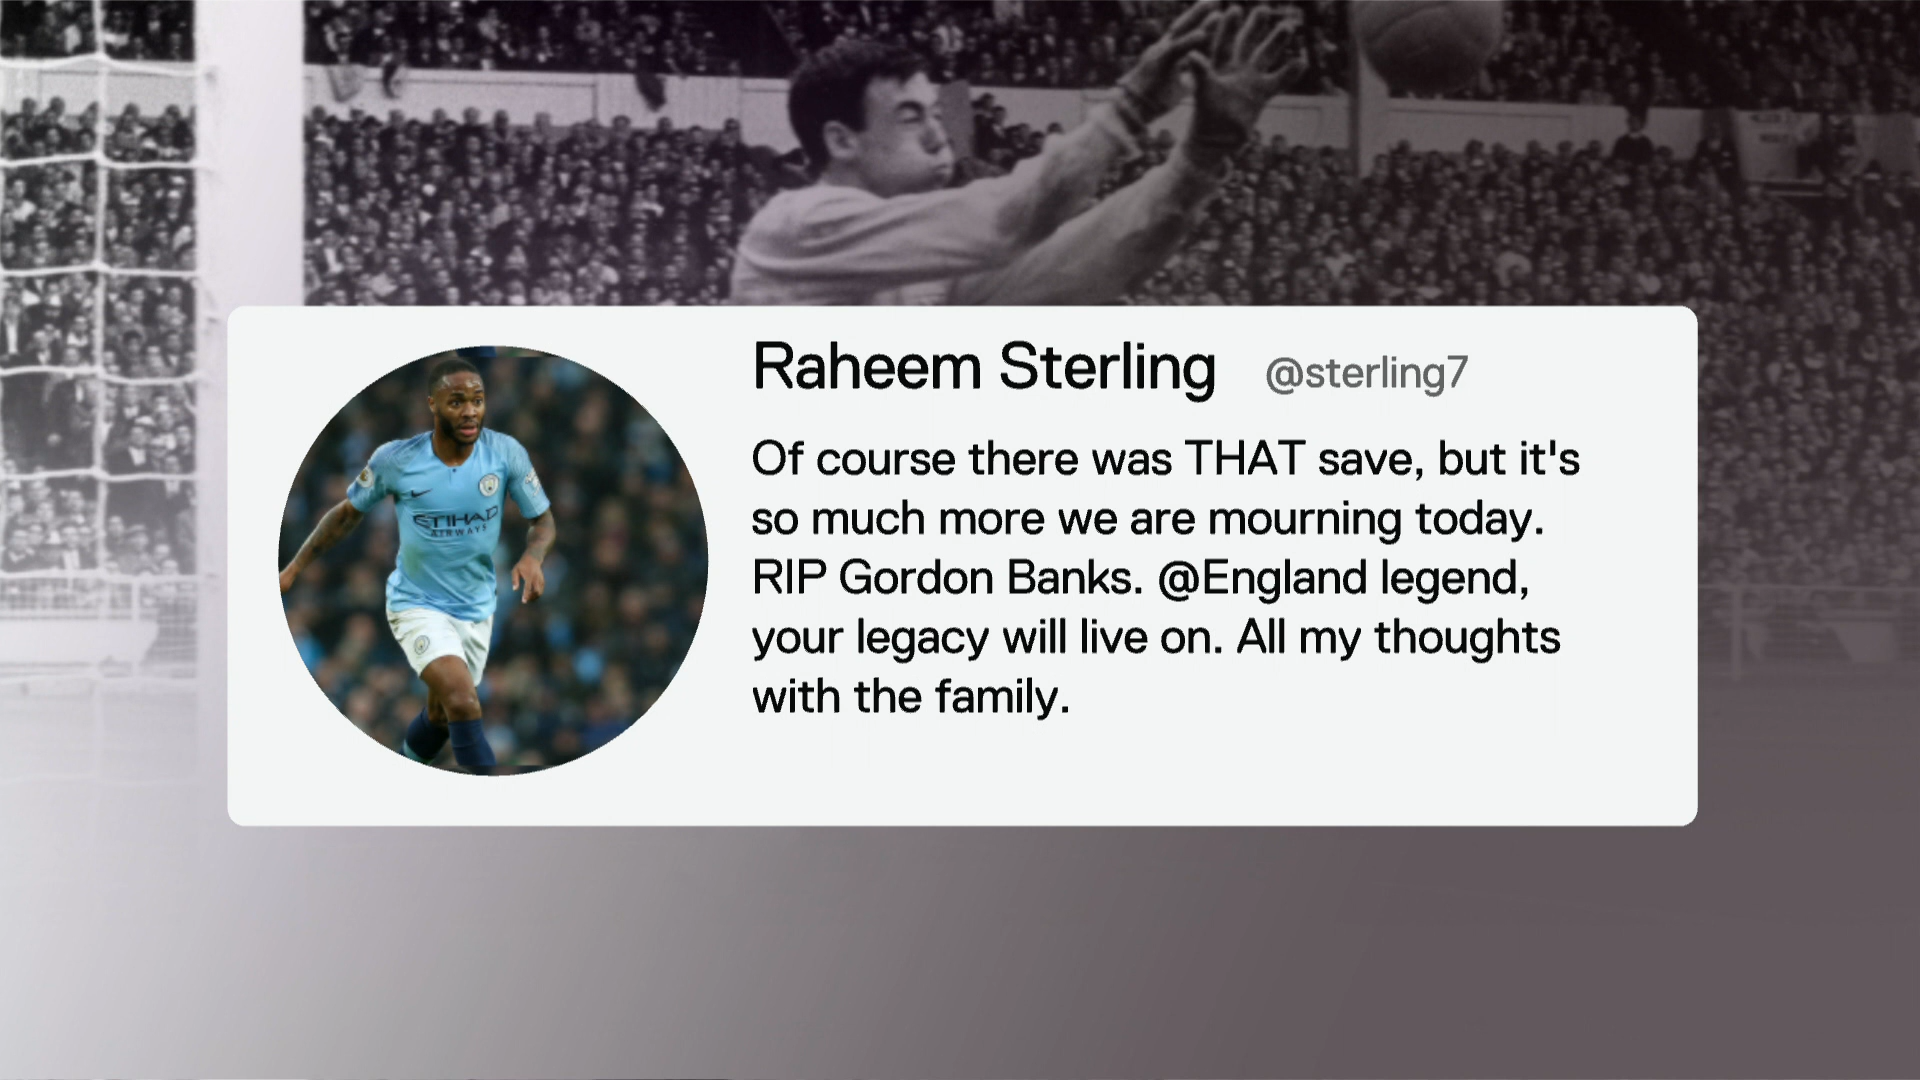 Raheem Sterling @sterling7
Of course there was THAT save, but it's
so much more we are mourning today.
RIP Gordon Banks. @England legend,
your legacy will live on. All my thoughts
with the family.
ETIHAD
AIRWAYS